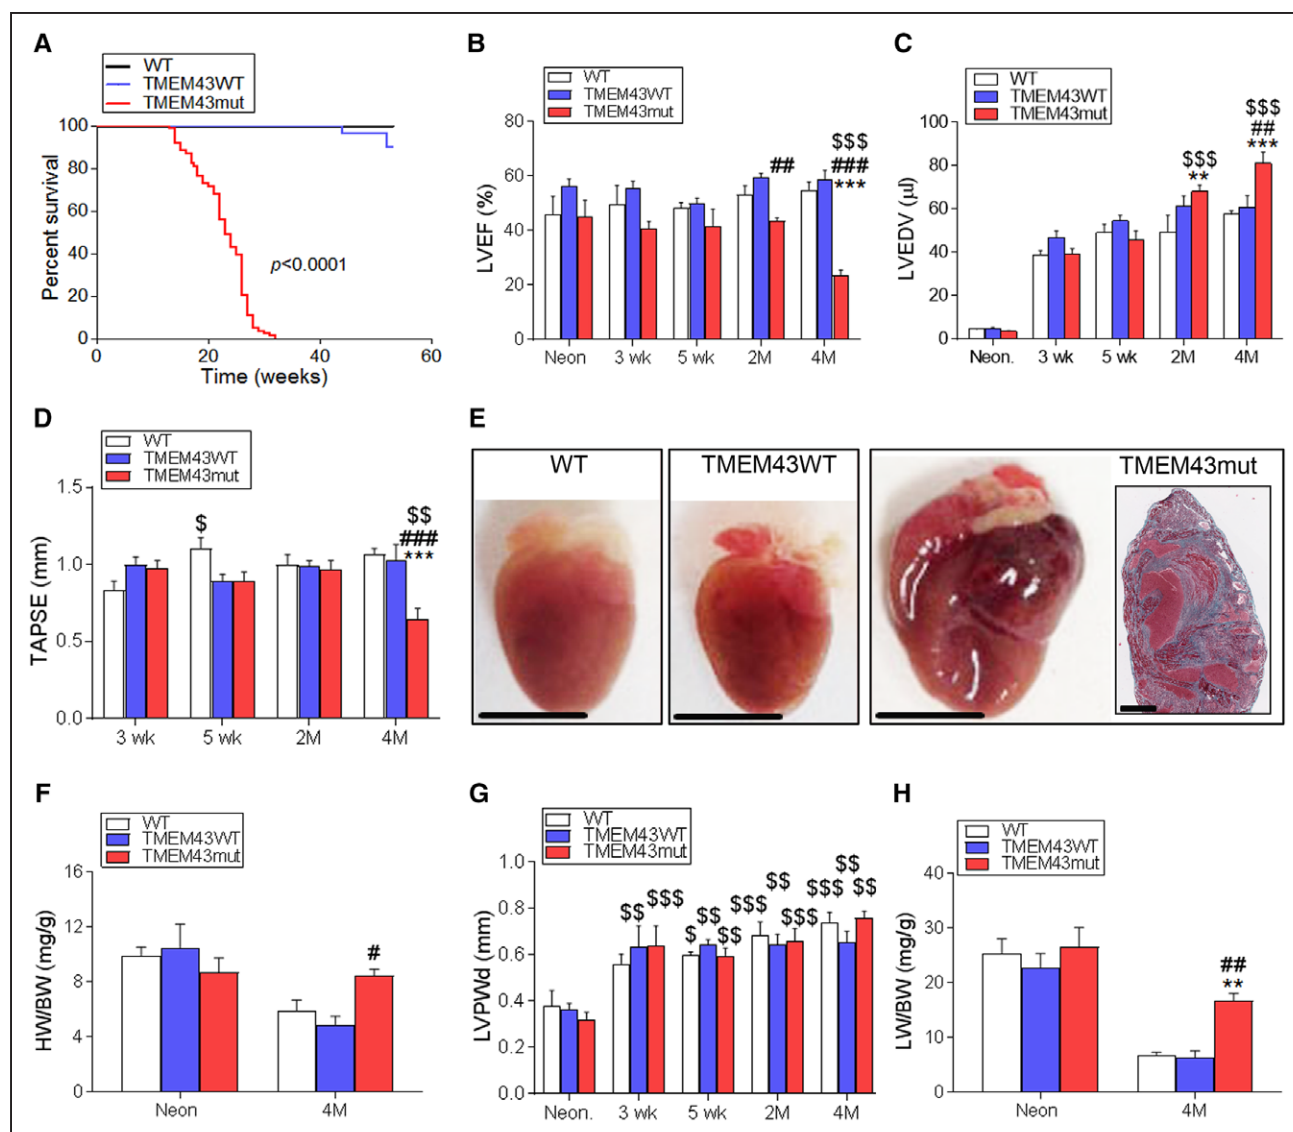 A
WT
TMEM43WT
TMEM43mut
Percent survival
100
80
60
40
20
0
p<0.0001
0 20 40 60
Time (weeks)
B
WT
TMEM43WT
TMEM43mut
LVEF (%)
80
60
40
20
0
##
$$$
###
***
Neon 3 wk 5 wk 2M 4M
C
WT
TMEM43WT
TMEM43mut
LVEDV (µl)
100
80
60
40
20
0
$$$
**
$$$
##
***
Neon. 3 wk 5 wk 2M 4M
D
WT
TMEM43WT
TMEM43mut
TAPSE (mm)
1.5
1.0
0.5
0.0
$
$$
###
***
3 wk 5 wk 2M 4M
E
WT TMEM43WT TMEM43mut
F
WT
TMEM43WT
TMEM43mut
HW/BW (mg/g)
16
12
8
4
0
#
Neon 4M
G
WT
TMEM43WT
TMEM43mut
LVPWd (mm)
1.0
0.8
0.6
0.4
0.2
0.0
$$ $$$
$ $$ $$
$$$ $$ $$$
$$$ $$ $$
Neon. 3 wk 5 wk 2M 4M
H
WT
TMEM43WT
TMEM43mut
LW/BW (mg/g)
40
30
20
10
0
##
**
Neon 4M